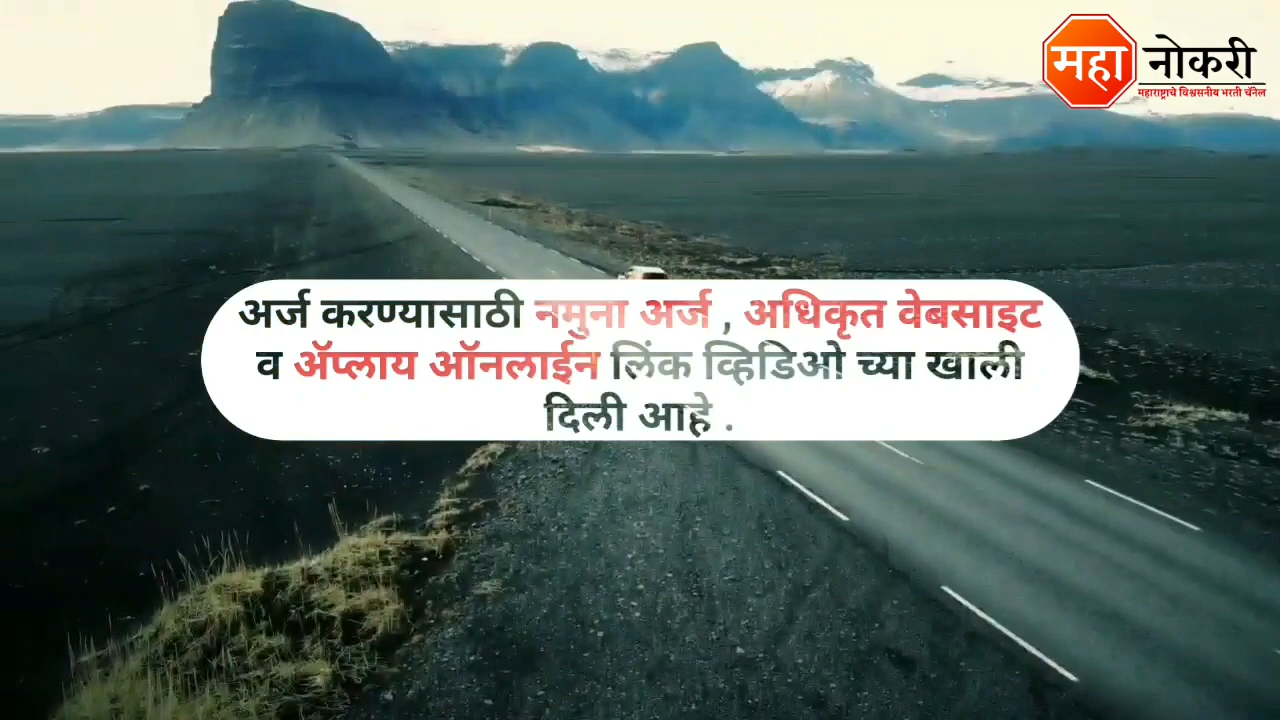 महा नोकरी
महाराष्ट्राचे विश्वसनीय भरती चॅनेल
अर्ज करण्यासाठी नमुना अर्ज , अधिकृत वेबसाइट
व ॲप्लाय ऑनलाईन लिंक व्हिडिओ च्या खाली
दिली आहे .